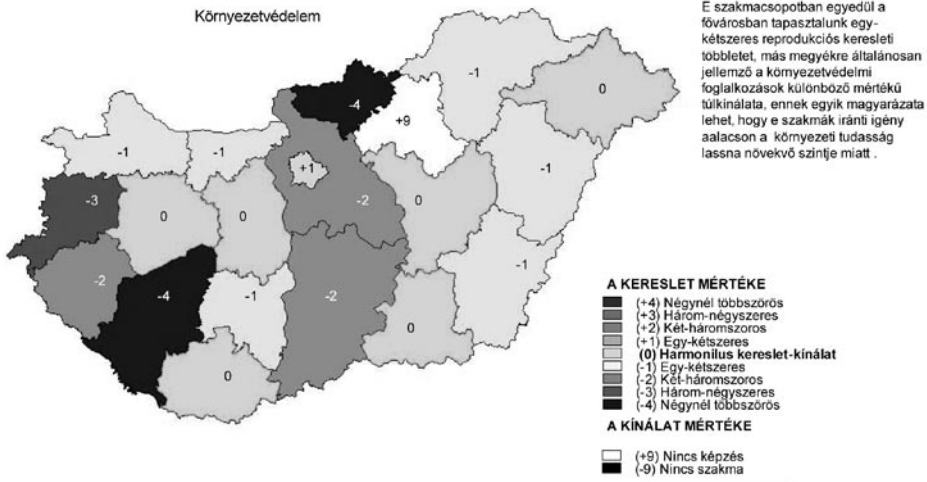 Környezetvédelem
E szakmacsopotban egyedül a
fővárosban tapasztalunk egy-
kétszeres reprodukciós keresleti
többletet, más megyékre általánosan
jellemző a környezetvédelmi
foglalkozások különböző mértékű
túlkínálata, ennek egyik magyarázata
lehet, hogy e szakmák iránti igény
aalacson a környezeti tudasság
lassna növekvő szintje miatt .
-1
0
-4
+9
-1
-1
+1
-1
-3
0
0
-2
0
-2
-4
-1
-2
-1
0
0
A KERESLET MÉRTÉKE
(+4) Négynél többszörös
(+3) Három-négyszeres
(+2) Két-háromszoros
(+1) Egy-kétszeres
(0) Harmonilus kereslet-kínálat
(-1) Egy-kétszeres
(-2) Két-háromszoros
(-3) Három-négyszeres
(-4) Négynél többszörös
A KÍNÁLAT MÉRTÉKE
(+9) Nincs képzés
(-9) Nincs szakma